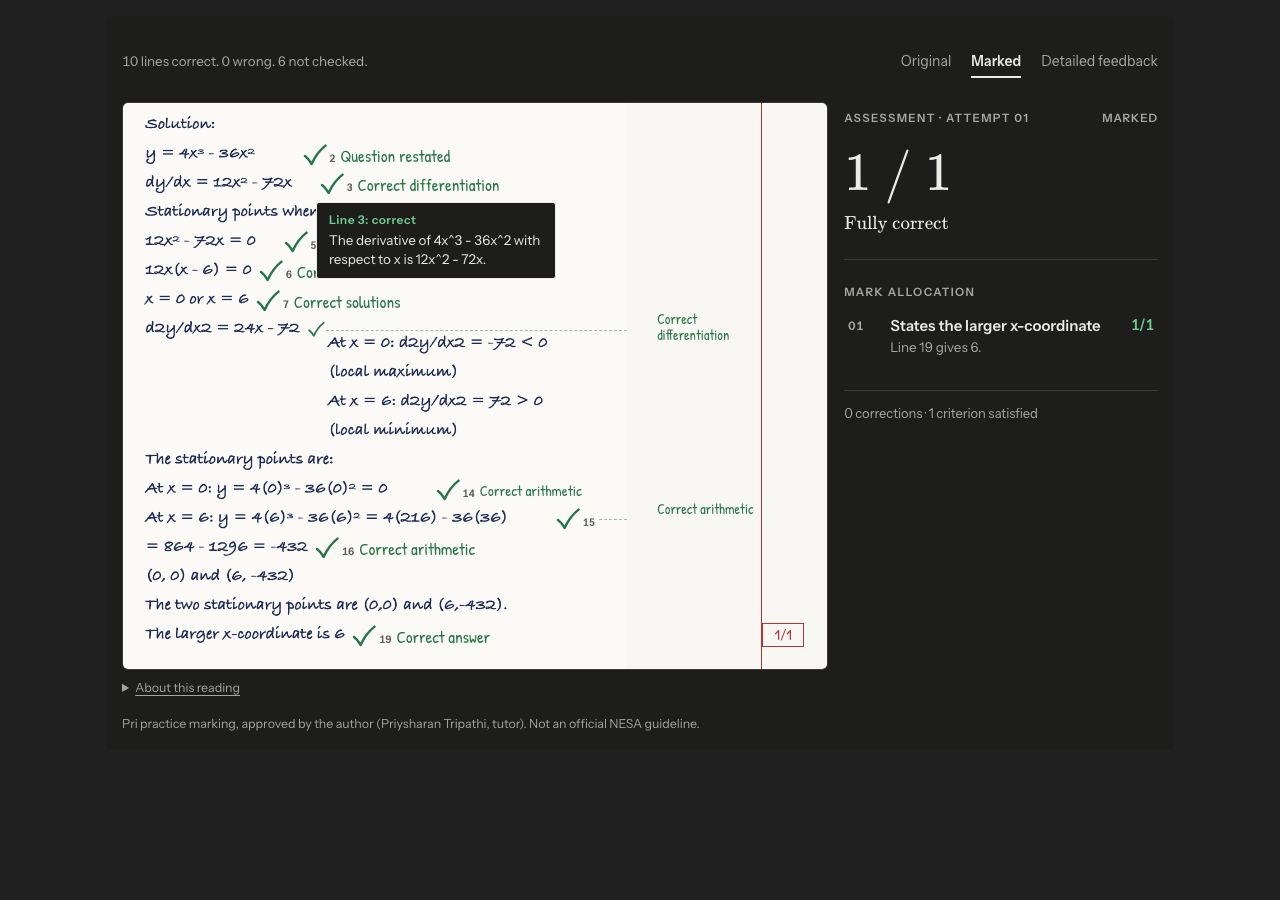 10 lines correct. 0 wrong. 6 not checked.
Original Marked Detailed feedback
Solution:
y = 4x³ - 36x² 2 Question restated
dy/dx = 12x² - 72x 3 Correct differentiation
Stationary points when
Line 3: correct
The derivative of 4x^3 - 36x^2 with
respect to x is 12x^2 - 72x.
12x² - 72x = 0 5
12x(x - 6) = 0 6
x = 0 or x = 6 7 Correct solutions
d2y/dx2 = 24x - 72
Correct
differentiation
At x = 0: d2y/dx2 = -72 < 0
(local maximum)
At x = 6: d2y/dx2 = 72 > 0
(local minimum)
The stationary points are:
At x = 0: y = 4(0)³ - 36(0)² = 0 14 Correct arithmetic
At x = 6: y = 4(6)³ - 36(6)² = 4(216) - 36(36) 15 Correct arithmetic
= 864 - 1296 = -432 16 Correct arithmetic
(0, 0) and (6, -432)
The two stationary points are (0,0) and (6,-432).
The larger x-coordinate is 6 19 Correct answer
1/1
ASSESSMENT · ATTEMPT 01 MARKED
1 / 1
Fully correct
MARK ALLOCATION
01 States the larger x-coordinate 1/1
Line 19 gives 6.
0 corrections · 1 criterion satisfied
About this reading
Pri practice marking, approved by the author (Priysharan Tripathi, tutor). Not an official NESA guideline.